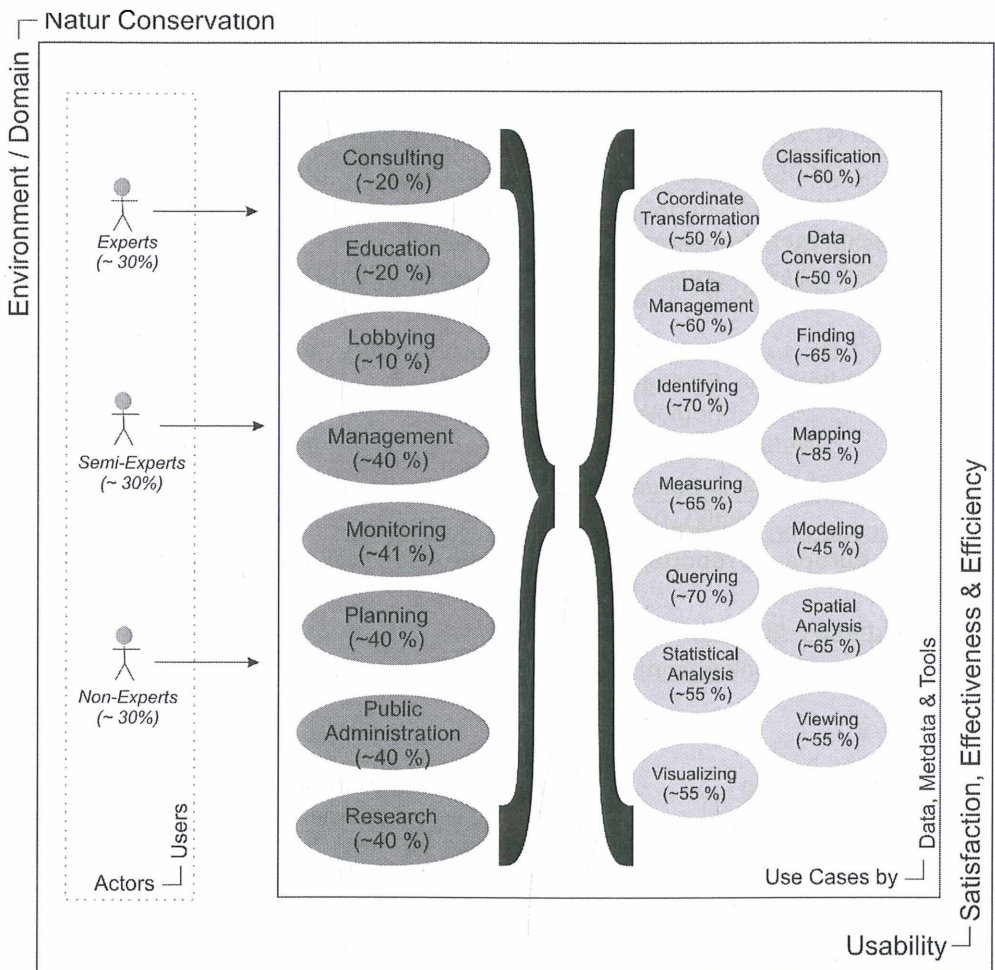 Natur Conservation
Environment / Domain
Experts
(~ 30%)
Semi-Experts
(~ 30%)
Non-Experts
(~ 30%)
Actors
Users
Consulting
(~20 %)
Education
(~20 %)
Lobbying
(~10 %)
Management
(~40 %)
Monitoring
(~41 %)
Planning
(~40 %)
Public
Administration
(~40 %)
Research
(~40 %)
Classification
(~60 %)
Coordinate
Transformation
(~50 %)
Data
Conversion
(~50 %)
Data
Management
(~60 %)
Finding
(~65 %)
Identifying
(~70 %)
Mapping
(~85 %)
Measuring
(~65 %)
Modeling
(~45 %)
Querying
(~70 %)
Spatial
Analysis
(~65 %)
Statistical
Analysis
(~55 %)
Viewing
(~55 %)
Visualizing
(~55 %)
Use Cases by
Data, Metdata & Tools
Usability
Satisfaction, Effectiveness & Efficiency